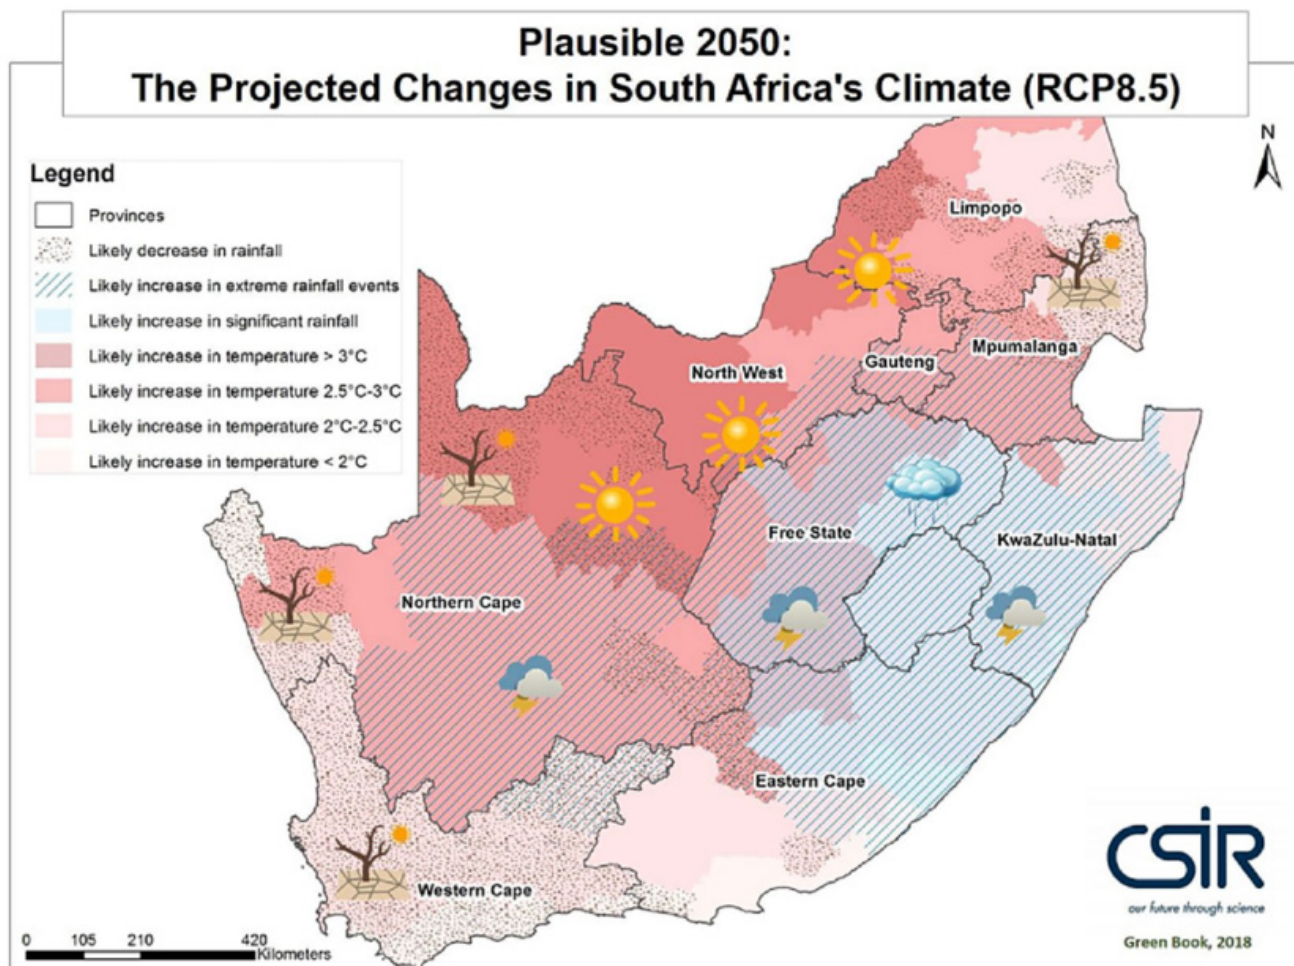 Plausible 2050:
The Projected Changes in South Africa's Climate (RCP8.5)
N
Legend
Provinces
Likely decrease in rainfall
Likely increase in extreme rainfall events
Likely increase in significant rainfall
Likely increase in temperature > 3°C
Likely increase in temperature 2.5°C-3°C
Likely increase in temperature 2°C-2.5°C
Likely increase in temperature < 2°C
Limpopo
Mpumalanga
Gauteng
North West
Free State
KwaZulu-Natal
Northern Cape
Eastern Cape
Western Cape
CSIR
our future through science
Green Book, 2018
0 105 210 420
Kilometers